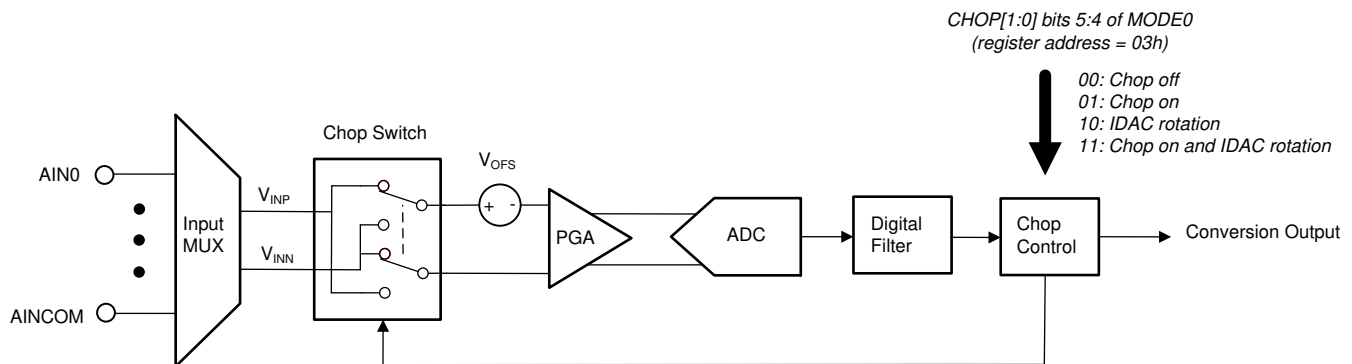 CHOP[1:0] bits 5:4 of MODE0
(register address = 03h)
00: Chop off
01: Chop on
10: IDAC rotation
11: Chop on and IDAC rotation
Chop Switch
VOFS
AIN0
VINP
Input
MUX
+ -
PGA
ADC
Digital
Filter
Chop
Control
Conversion Output
VINN
AINCOM